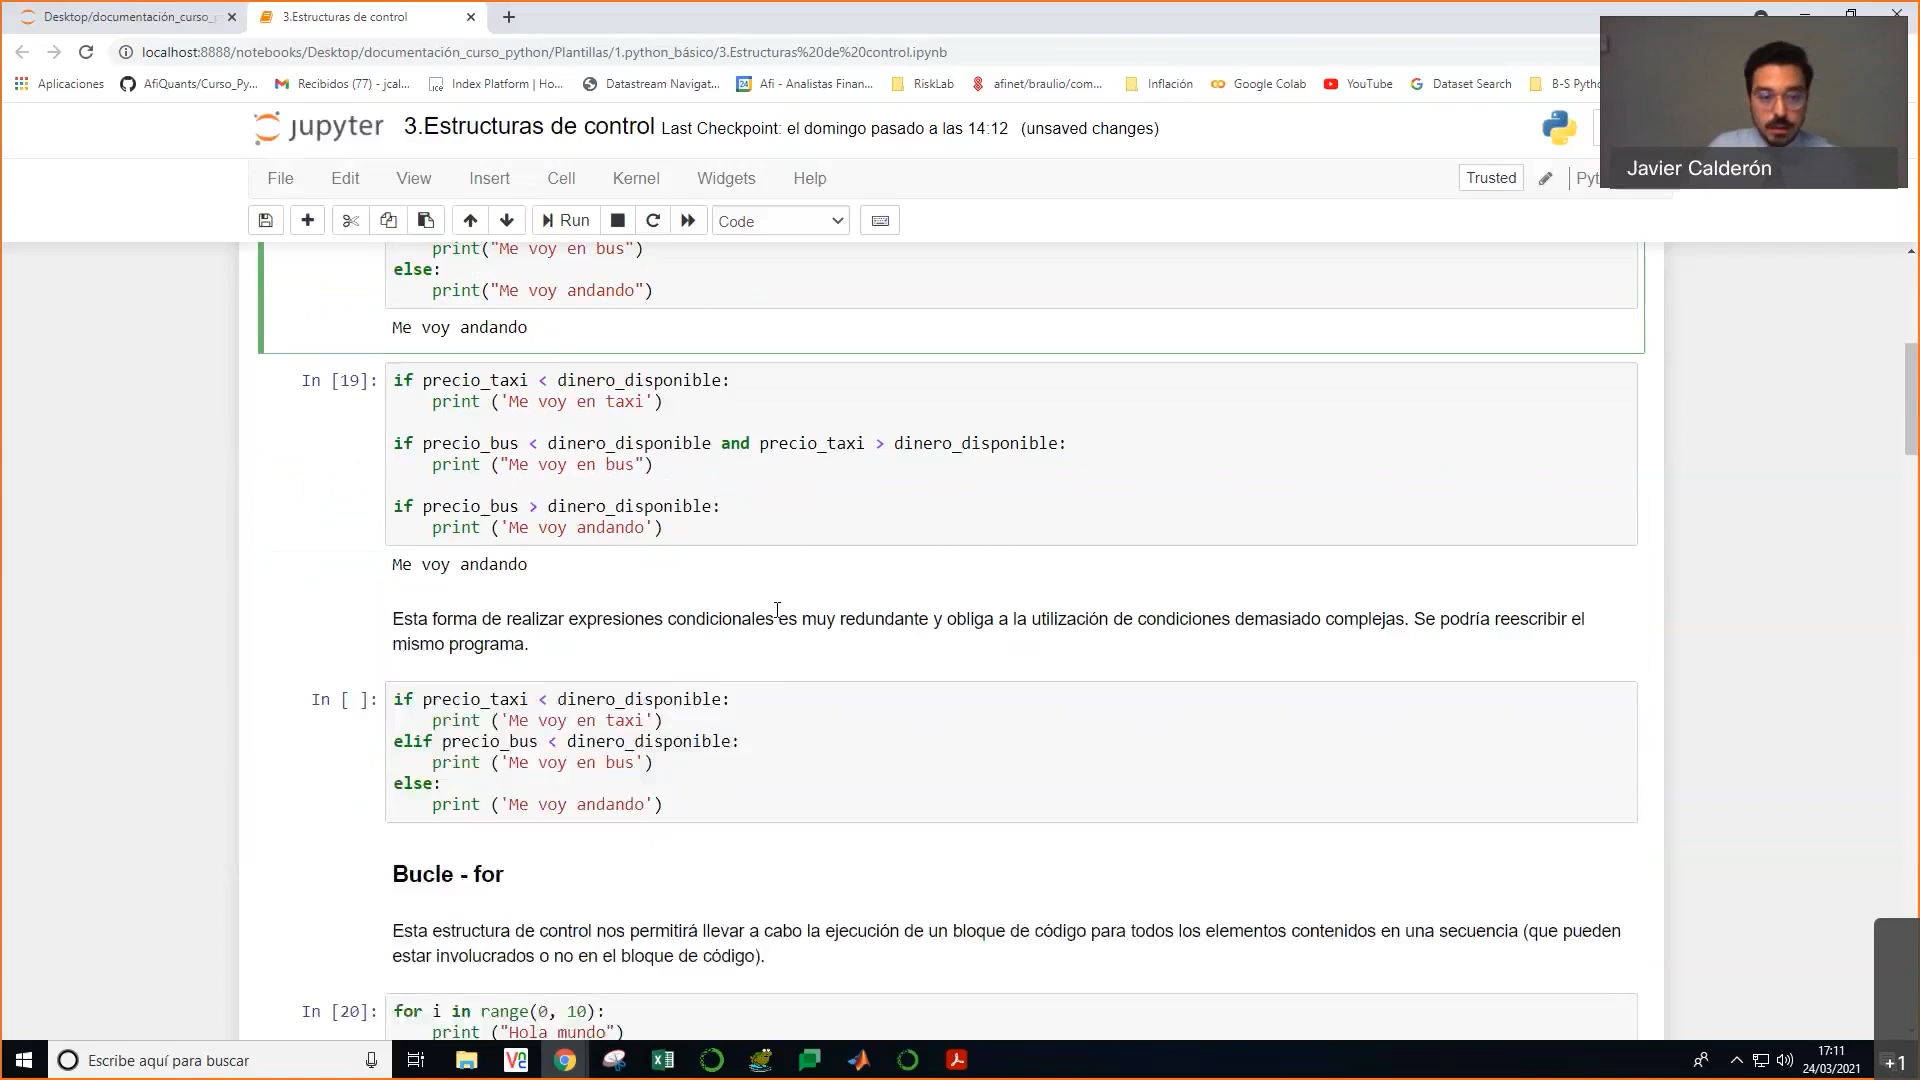 Desktop/documentación_curso_p
3.Estructuras de control
localhost:8888/notebooks/Desktop/documentación_curso_python/Plantillas/1.python_básico/3.Estructuras%20de%20control.ipynb
Aplicaciones
AfiQuants/Curso_Py...
Recibidos (77) - jcal...
Index Platform | Ho...
Datastream Navigat...
Afi - Analistas Finan...
RiskLab
afinet/braulio/com...
Inflación
Google Colab
YouTube
Dataset Search
B-S Pytho
jupyter 3.Estructuras de control Last Checkpoint: el domingo pasado a las 14:12 (unsaved changes)
Javier Calderón
File Edit View Insert Cell Kernel Widgets Help
Trusted
Pyt
Run
Code
print("Me voy en bus")
else:
print("Me voy andando")
Me voy andando
In [19]: if precio_taxi < dinero_disponible:
print ('Me voy en taxi')
if precio_bus < dinero_disponible and precio_taxi > dinero_disponible:
print ("Me voy en bus")
if precio_bus > dinero_disponible:
print ('Me voy andando')
Me voy andando
Esta forma de realizar expresiones condicionales es muy redundante y obliga a la utilización de condiciones demasiado complejas. Se podría reescribir el
mismo programa.
In [ ]: if precio_taxi < dinero_disponible:
print ('Me voy en taxi')
elif precio_bus < dinero_disponible:
print ('Me voy en bus')
else:
print ('Me voy andando')
Bucle - for
Esta estructura de control nos permitirá llevar a cabo la ejecución de un bloque de código para todos los elementos contenidos en una secuencia (que pueden
estar involucrados o no en el bloque de código).
In [20]: for i in range(0, 10):
print ("Hola mundo")
Escribe aquí para buscar
17:11
24/03/2021
+1